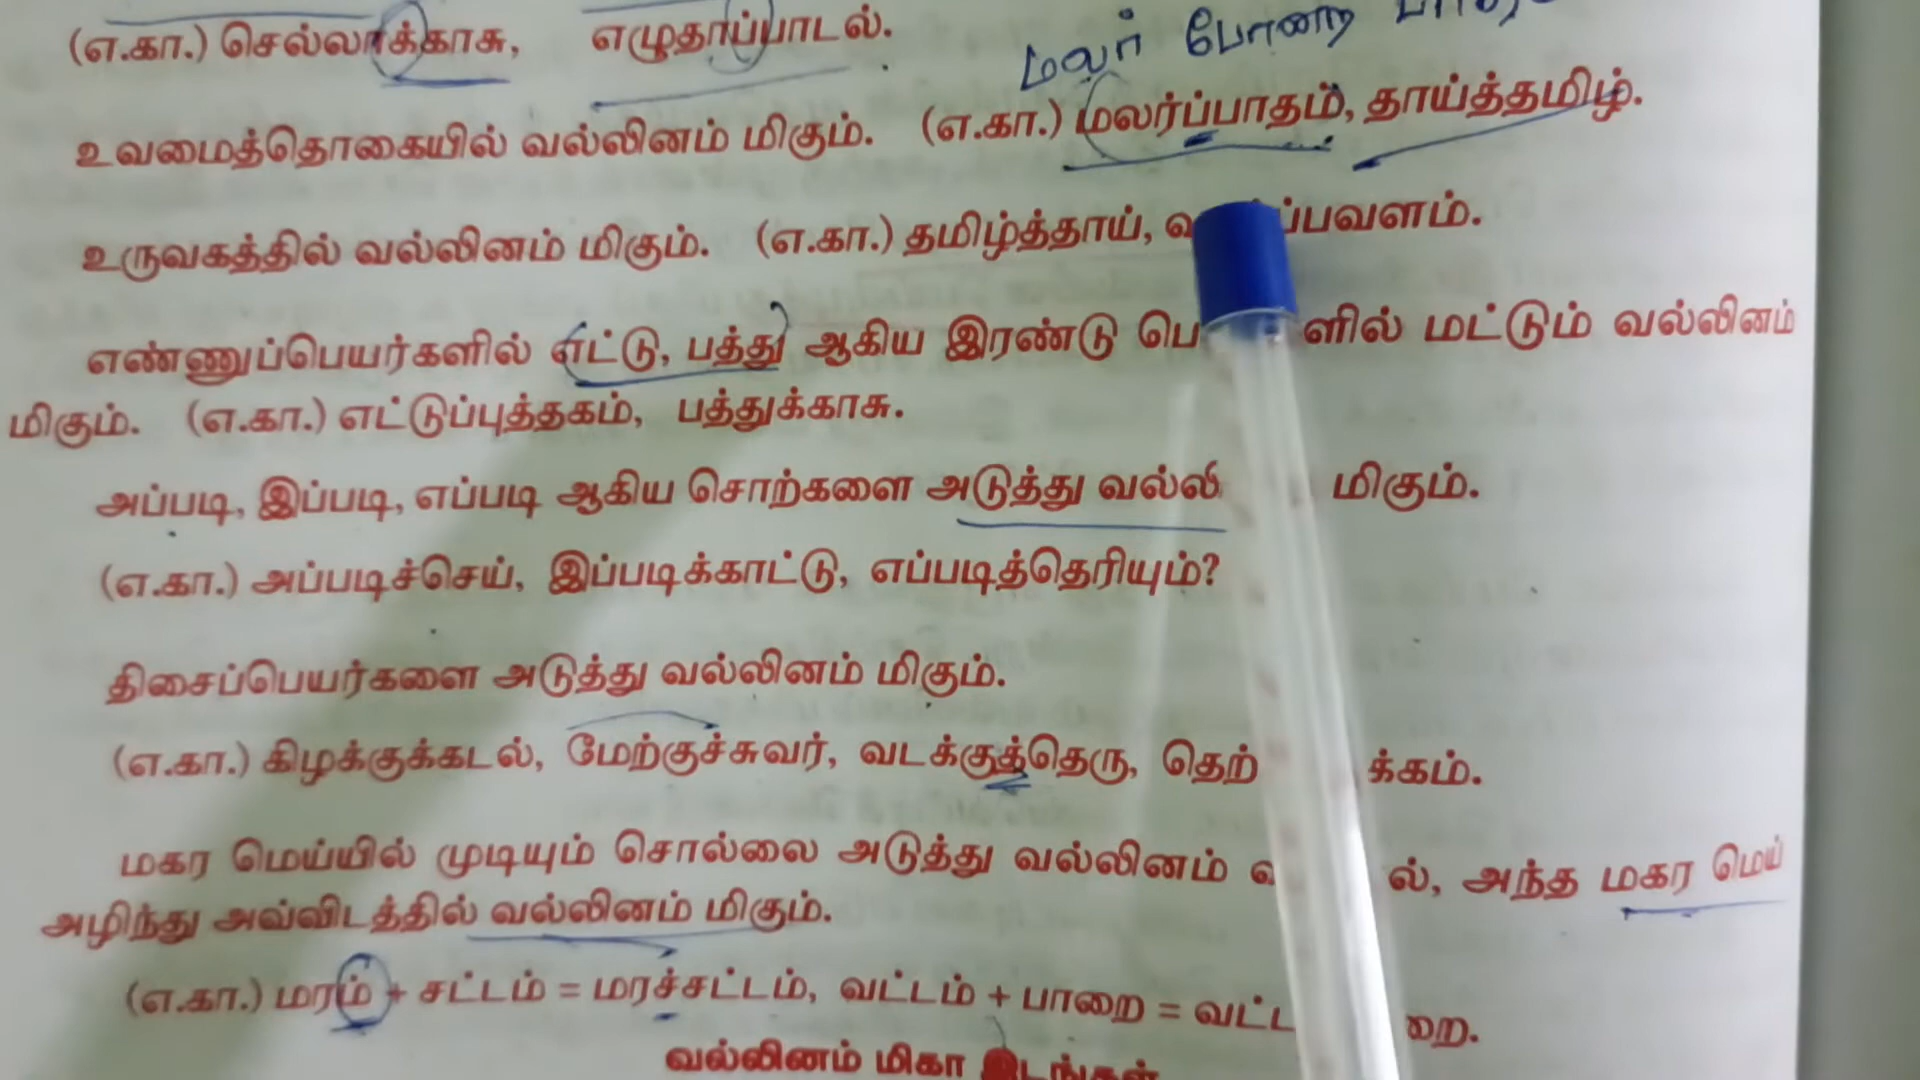 (எ.கா.) செல்லாக்காசு, எழுதாப்பாடல்.
மலர் போன்ற
உவமைத்தொகையில் வல்லினம் மிகும். (எ.கா.) மலர்ப்பாதம், தாய்த்தமிழ்.
உருவகத்தில் வல்லினம் மிகும். (எ.கா.) தமிழ்த்தாய், ப்பவளம்.
எண்ணுப்பெயர்களில் எட்டு, பத்து ஆகிய இரண்டு பெ ளில் மட்டும் வல்லினம்
மிகும். (எ.கா.) எட்டுப்புத்தகம், பத்துக்காசு.
அப்படி, இப்படி, எப்படி ஆகிய சொற்களை அடுத்து வல்லி மிகும்.
(எ.கா.) அப்படிச்செய், இப்படிக்காட்டு, எப்படித்தெரியும்?
திசைப்பெயர்களை அடுத்து வல்லினம் மிகும்.
(எ.கா.) கிழக்குக்கடல், மேற்குச்சுவர், வடக்குத்தெரு, தெற் க்கம்.
மகர மெய்யில் முடியும் சொல்லை அடுத்து வல்லினம் வ ல், அந்த மகர மெய்
அழிந்து அவ்விடத்தில் வல்லினம் மிகும்.
(எ.கா.) மரம் + சட்டம் = மரச்சட்டம், வட்டம் + பாறை = வட்ட றை.
வல்லினம் மிகா இடங்கள்